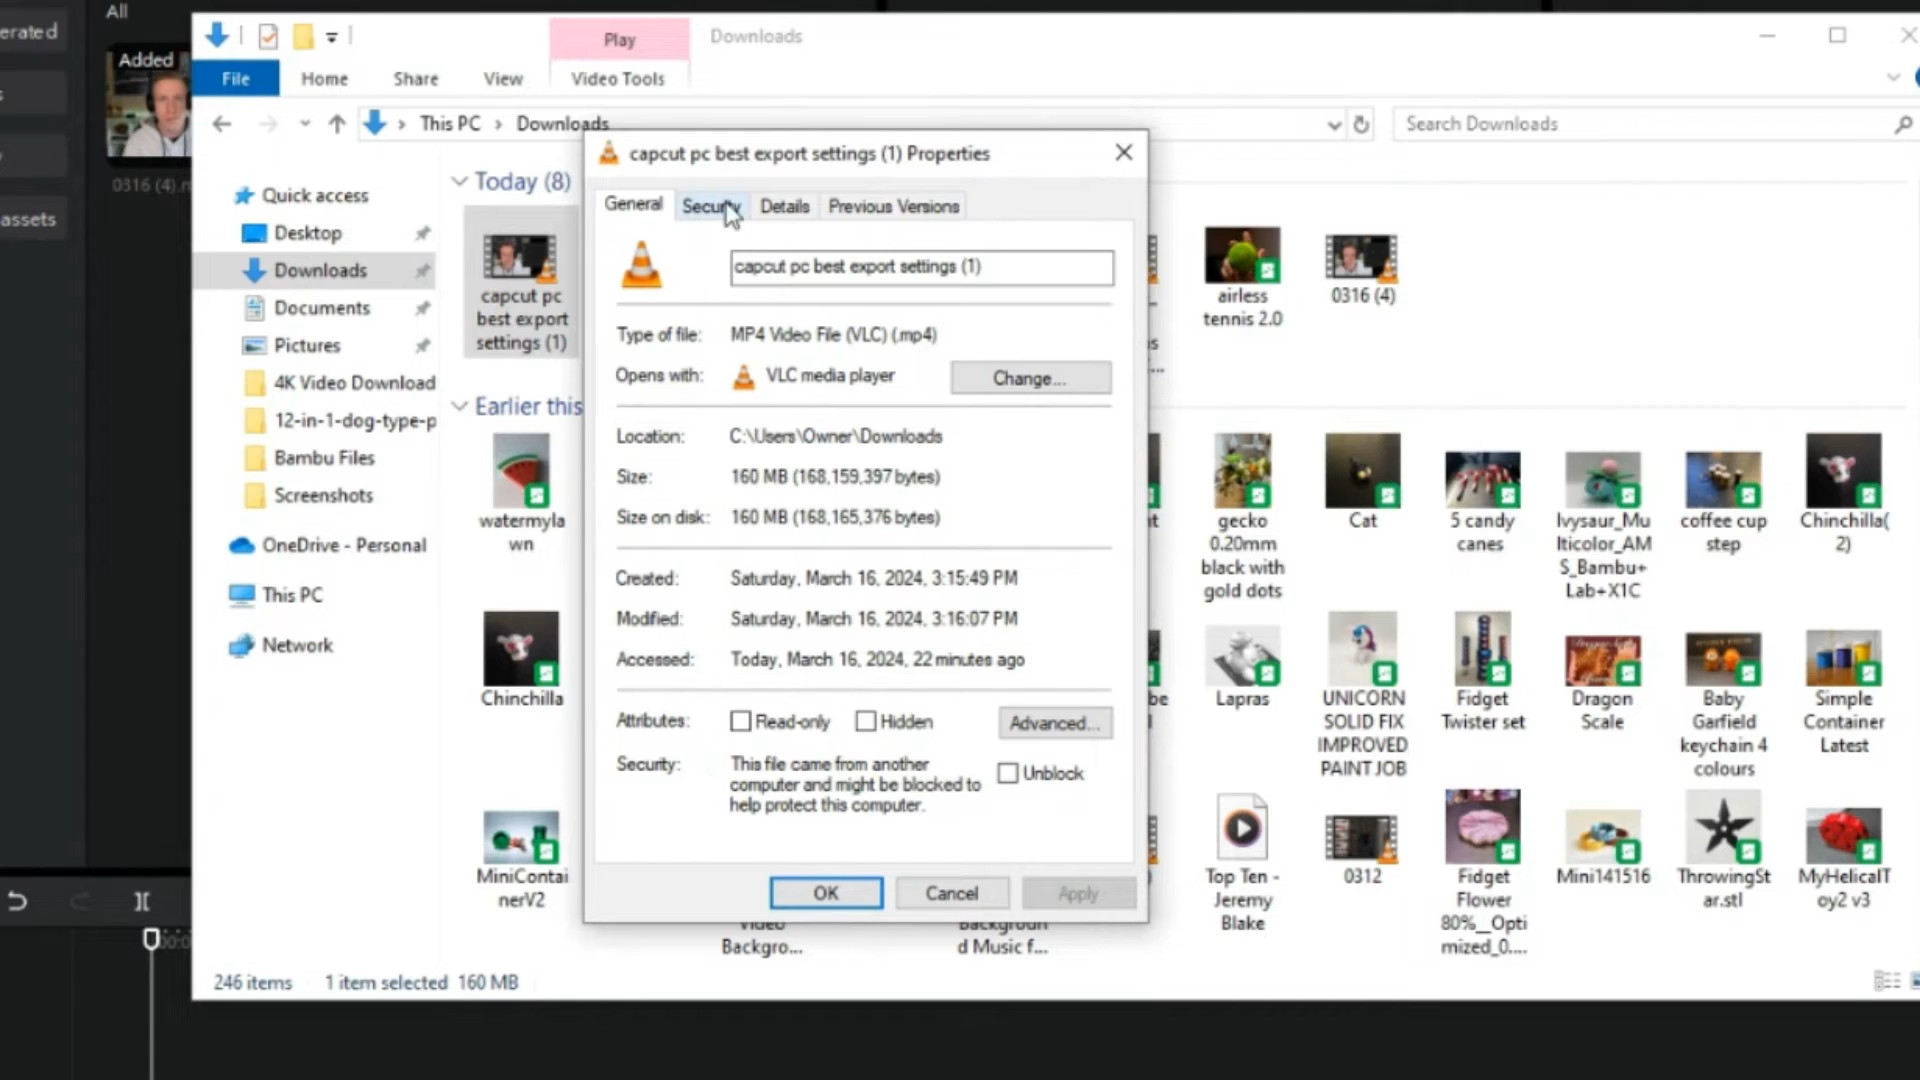 All
erated
Added
0316 (4).
assets
Play
Downloads
File
Home
Share
View
Video Tools
This PC
Downloads
Search Downloads
Quick access
Desktop
Downloads
Documents
Pictures
4K Video Download
12-in-1-dog-type-p
Bambu Files
Screenshots
OneDrive - Personal
This PC
Network
Today (8)
capcut pc
best export
settings (1)
airless
tennis 2.0
0316 (4)
Earlier this
watermyla
wn
gecko
0.20mm
black with
gold dots
Cat
5 candy
canes
Ivysaur_Mu
lticolor_AM
S_Bambu+
Lab+X1C
coffee cup
step
Chinchilla(
2)
Chinchilla
Lapras
UNICORN
SOLID FIX
IMPROVED
PAINT JOB
Fidget
Twister set
Dragon
Scale
Baby
Garfield
keychain 4
colours
Simple
Container
Latest
MiniContai
nerV2
Video
Backgro...
Background
d Music f...
Top Ten -
Jeremy
Blake
0312
Fidget
Flower
80%__Opti
mized_0....
Mini141516
ThrowingSt
ar.stl
MyHelicalT
oy2 v3
capcut pc best export settings (1) Properties
General
Security
Details
Previous Versions
capcut pc best export settings (1)
Type of file: MP4 Video File (VLC) (.mp4)
Opens with: VLC media player
Change...
Location: C:\Users\Owner\Downloads
Size: 160 MB (168,159,397 bytes)
Size on disk: 160 MB (168,165,376 bytes)
Created: Saturday, March 16, 2024, 3:15:49 PM
Modified: Saturday, March 16, 2024, 3:16:07 PM
Accessed: Today, March 16, 2024, 22 minutes ago
Attributes: Read-only Hidden
Advanced...
Security: This file came from another
computer and might be blocked to
help protect this computer.
Unblock
OK
Cancel
Apply
246 items 1 item selected 160 MB